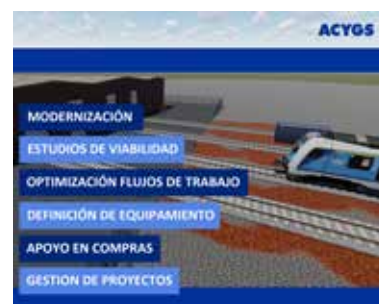 ACYGS
MODERNIZACIÓN
ESTUDIOS DE VIABILIDAD
OPTIMIZACIÓN FLUJOS DE TRABAJO
DEFINICIÓN DE EQUIPAMIENTO
APOYO EN COMPRAS
GESTION DE PROYECTOS